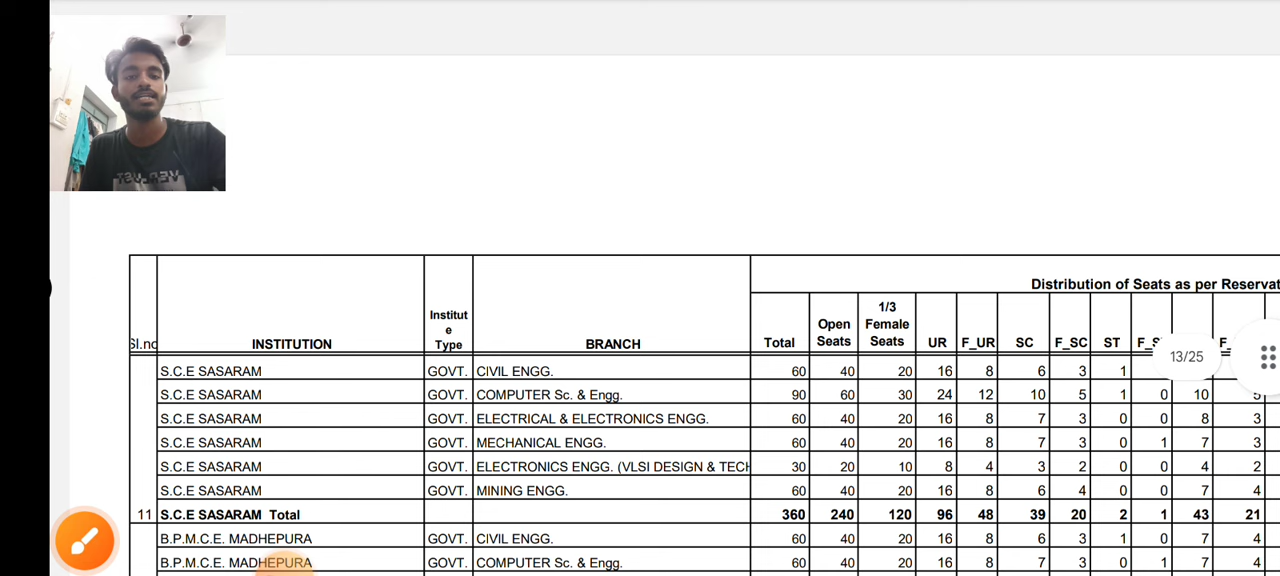 Distribution of Seats as per Reservat
Sl.no INSTITUTION Institut e Type BRANCH Total Open Seats 1/3 Female Seats UR F_UR SC F_SC ST F_S F_
13/25
S.C.E SASARAM GOVT. CIVIL ENGG. 60 40 20 16 8 6 3 1
S.C.E SASARAM GOVT. COMPUTER Sc. & Engg. 90 60 30 24 12 10 5 1 0 10 5
S.C.E SASARAM GOVT. ELECTRICAL & ELECTRONICS ENGG. 60 40 20 16 8 7 3 0 0 8 3
S.C.E SASARAM GOVT. MECHANICAL ENGG. 60 40 20 16 8 7 3 0 1 7 3
S.C.E SASARAM GOVT. ELECTRONICS ENGG. (VLSI DESIGN & TECH 30 20 10 8 4 3 2 0 0 4 2
S.C.E SASARAM GOVT. MINING ENGG. 60 40 20 16 8 6 4 0 0 7 4
11 S.C.E SASARAM Total 360 240 120 96 48 39 20 2 1 43 21
B.P.M.C.E. MADHEPURA GOVT. CIVIL ENGG. 60 40 20 16 8 6 3 1 0 7 4
B.P.M.C.E. MADHEPURA GOVT. COMPUTER Sc. & Engg. 60 40 20 16 8 7 3 0 1 7 4